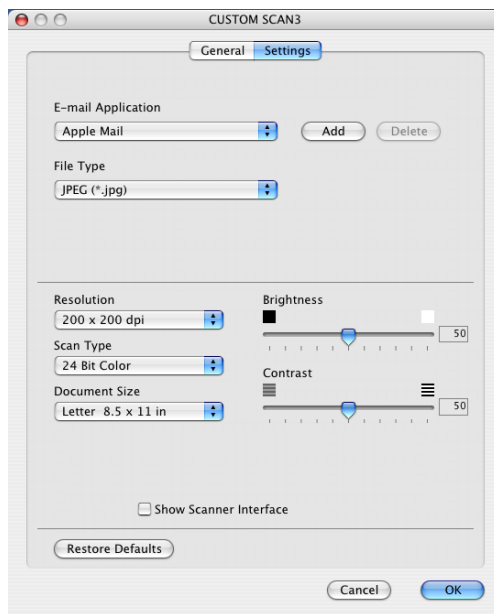 CUSTOM SCAN3
General Settings
E-mail Application
Apple Mail Add Delete
File Type
JPEG (*.jpg)
Resolution
200 x 200 dpi
Scan Type
24 Bit Color
Document Size
Letter 8.5 x 11 in
Brightness
50
Contrast
50
Show Scanner Interface
Restore Defaults
Cancel OK